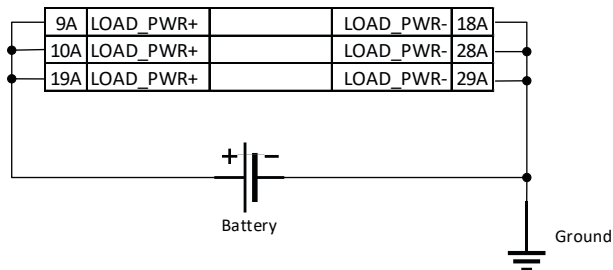 9A LOAD_PWR+ LOAD_PWR- 18A
10A LOAD_PWR+ LOAD_PWR- 28A
19A LOAD_PWR+ LOAD_PWR- 29A
+ −
Battery
Ground